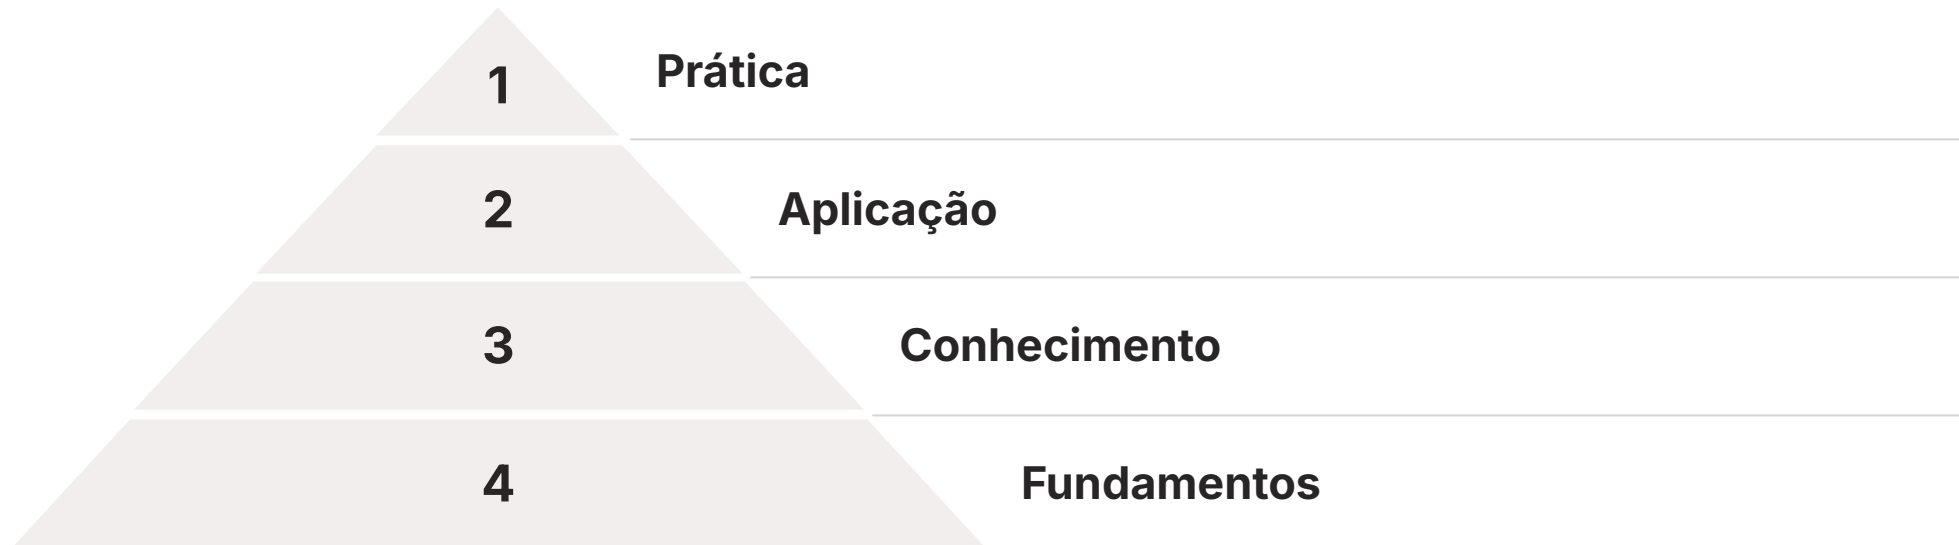 1
Prática
2
Aplicação
3
Conhecimento
4
Fundamentos